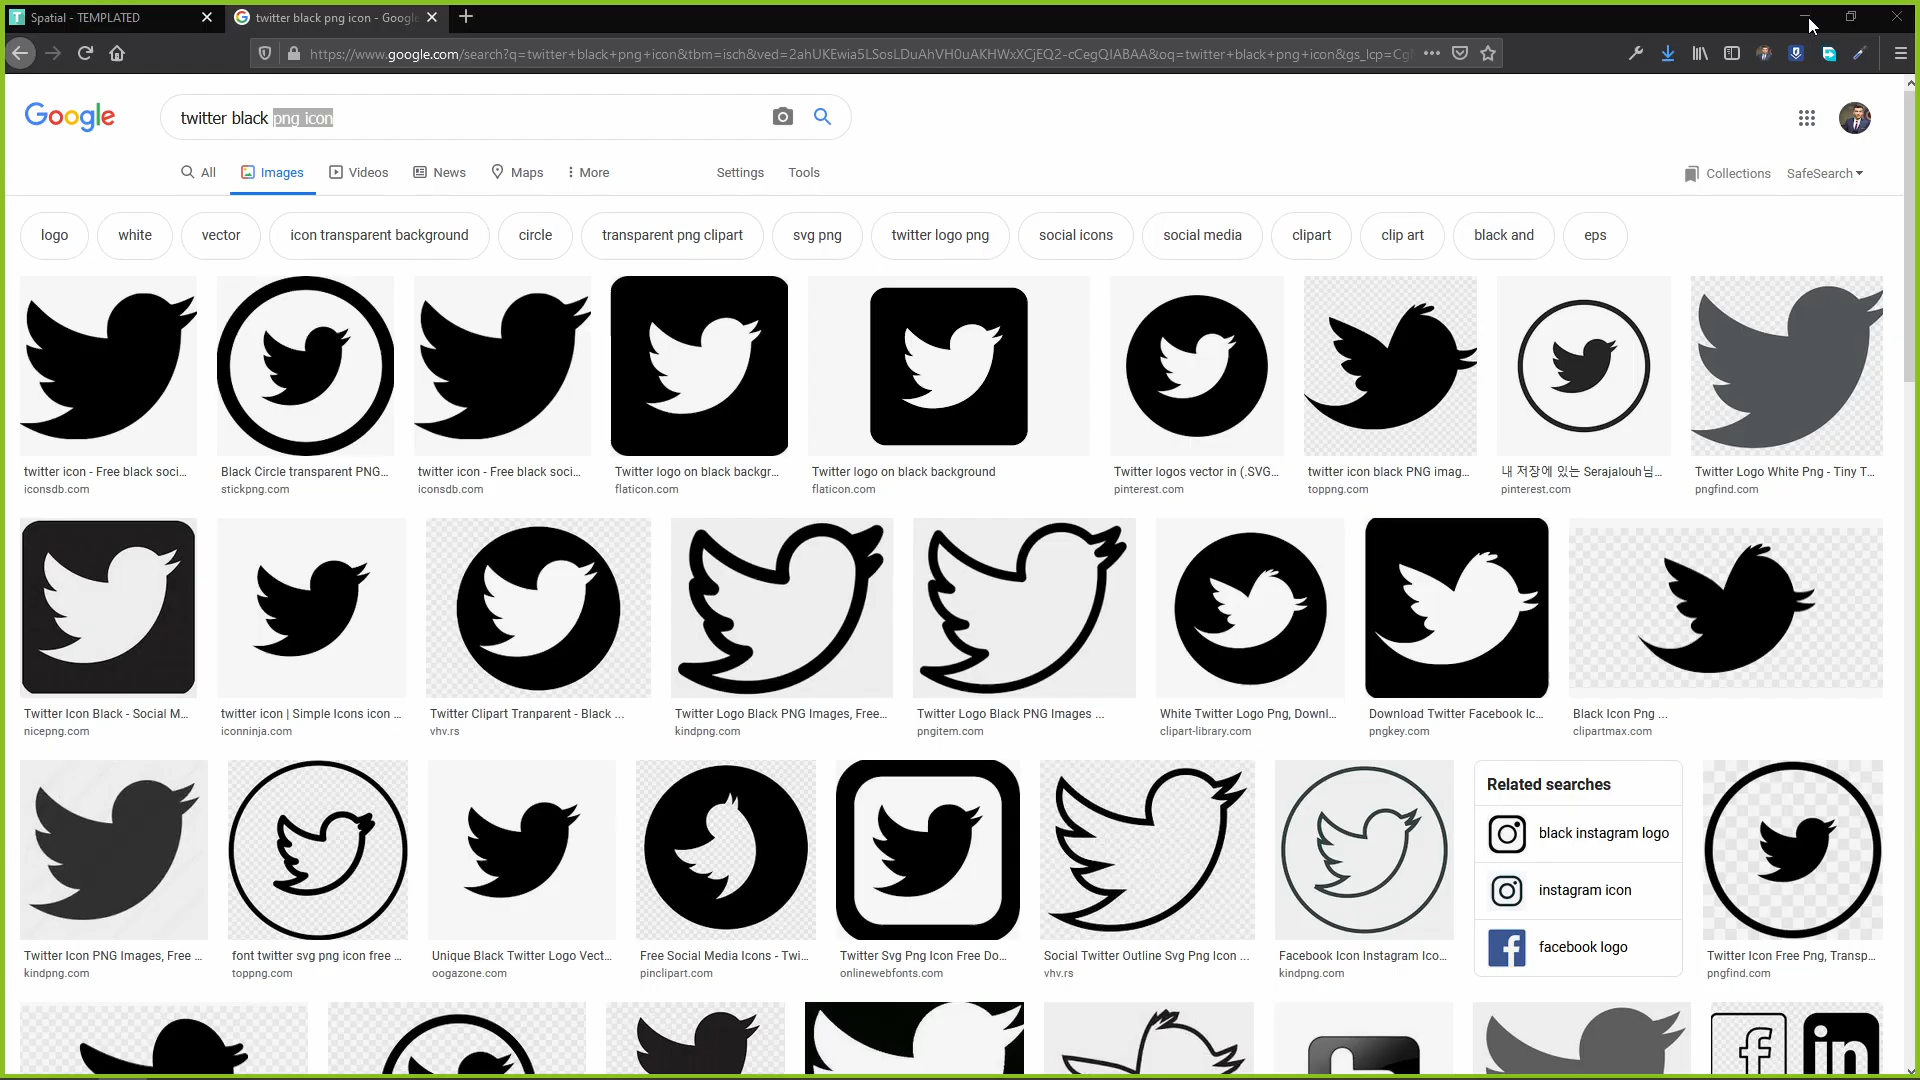 Spatial - TEMPLATED
twitter black png icon - Google
https://www.google.com/search?q=twitter+black+png+icon&tbm=isch&ved=2ahUKEwia5LSosLDuAhVH0uAKHWxXCjEQ2-cCegQIABAA&oq=twitter+black+png+icon&gs_lcp=Cgl
Google
twitter black png icon
All
Images
Videos
News
Maps
More
Settings
Tools
Collections
SafeSearch
logo
white
vector
icon transparent background
circle
transparent png clipart
svg png
twitter logo png
social icons
social media
clipart
clip art
black and
eps
twitter icon - Free black soci...
Black Circle transparent PNG...
twitter icon - Free black soci...
Twitter logo on black backgr...
Twitter logo on black background
Twitter logos vector in (.SVG...
twitter icon black PNG imag...
내 저장에 있는 Serajalouh님...
Twitter Logo White Png - Tiny T...
iconsdb.com
stickpng.com
iconsdb.com
flaticon.com
flaticon.com
pinterest.com
toppng.com
pinterest.com
pngfind.com
Twitter Icon Black - Social M...
twitter icon | Simple Icons icon ...
Twitter Clipart Tranparent - Black ...
Twitter Logo Black PNG Images, Free...
Twitter Logo Black PNG Images ...
White Twitter Logo Png, Downl...
Download Twitter Facebook Ic...
Black Icon Png ...
nicepng.com
iconninja.com
vhv.rs
kindpng.com
pngitem.com
clipart-library.com
pngkey.com
clipartmax.com
Related searches
black instagram logo
instagram icon
facebook logo
Twitter Icon PNG Images, Free ...
font twitter svg png icon free ...
Unique Black Twitter Logo Vect...
Free Social Media Icons - Twi...
Twitter Svg Png Icon Free Do...
Social Twitter Outline Svg Png Icon ...
Facebook Icon Instagram Ico...
Twitter Icon Free Png, Transp...
kindpng.com
toppng.com
oogazone.com
pinclipart.com
onlinewebfonts.com
vhv.rs
kindpng.com
pngfind.com
f
in